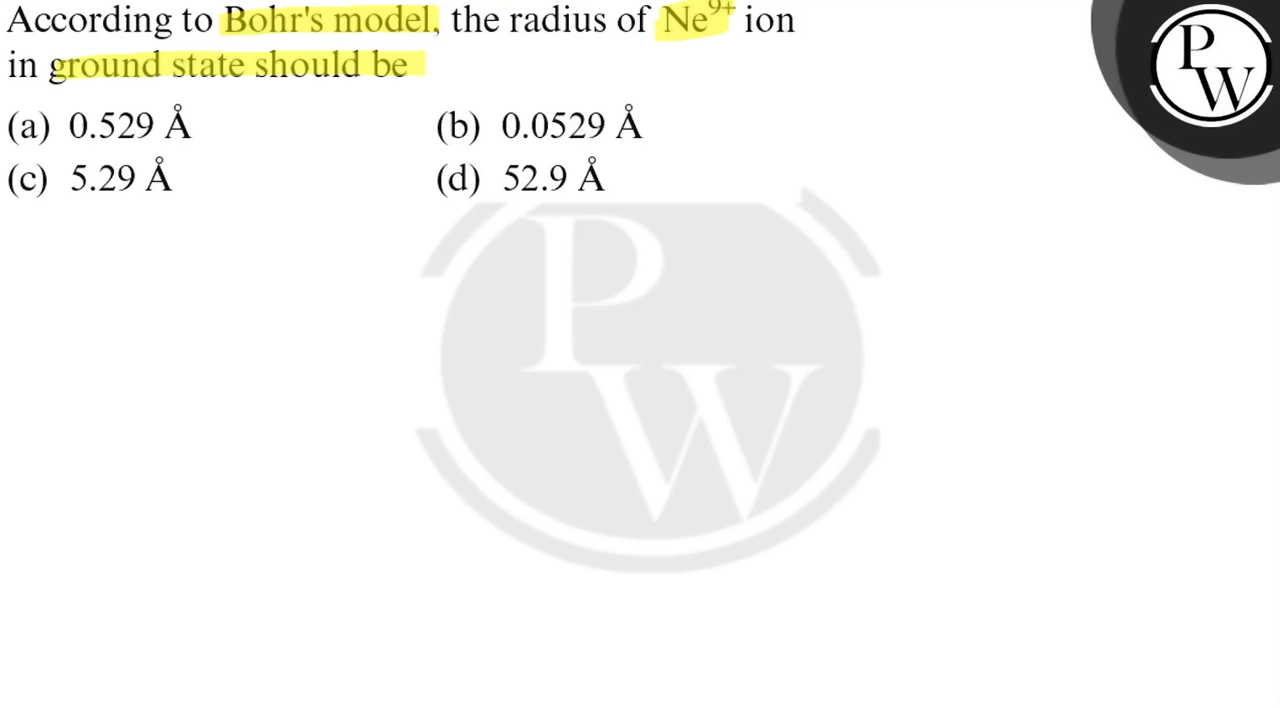 According to Bohr's model, the radius of Ne⁹⁺ ion
in ground state should be
(a) 0.529 Å (b) 0.0529 Å
(c) 5.29 Å (d) 52.9 Å
P
W
P
W